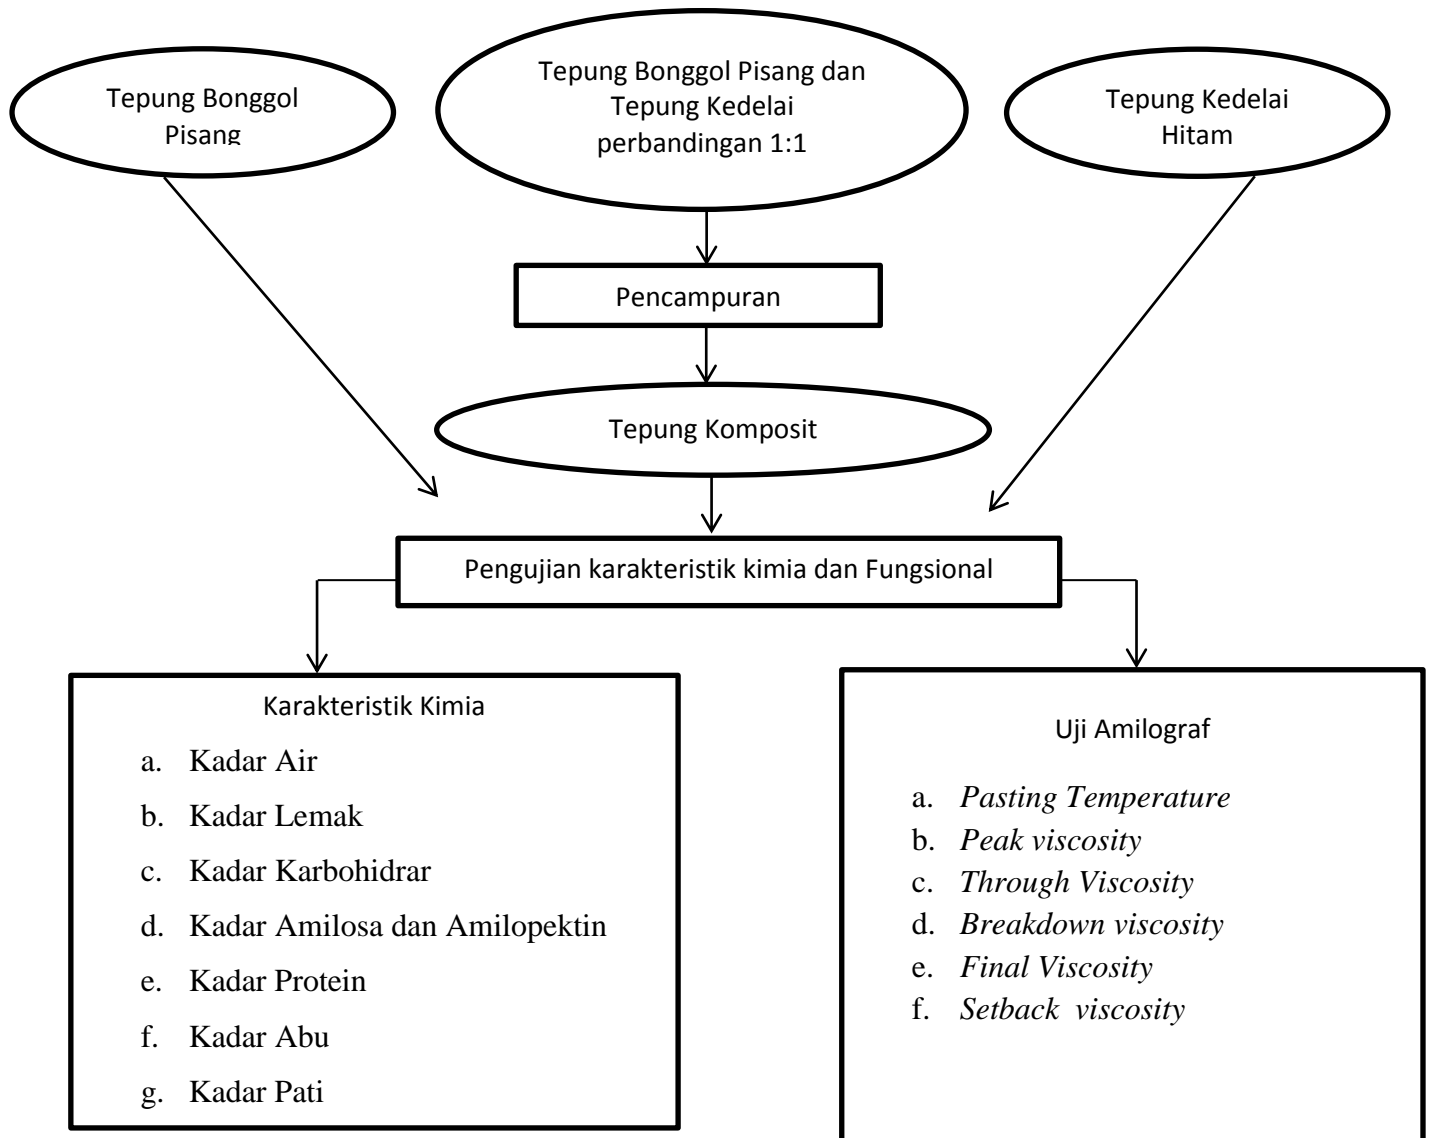 Tepung Bonggol
Pisang
Tepung Bonggol Pisang dan
Tepung Kedelai
perbandingan 1:1
Tepung Kedelai
Hitam
Pencampuran
Tepung Komposit
Pengujian karakteristik kimia dan Fungsional
Karakteristik Kimia
a. Kadar Air
b. Kadar Lemak
c. Kadar Karbohidrar
d. Kadar Amilosa dan Amilopektin
e. Kadar Protein
f. Kadar Abu
g. Kadar Pati
Uji Amilograf
a. Pasting Temperature
b. Peak viscosity
c. Through Viscosity
d. Breakdown viscosity
e. Final Viscosity
f. Setback viscosity